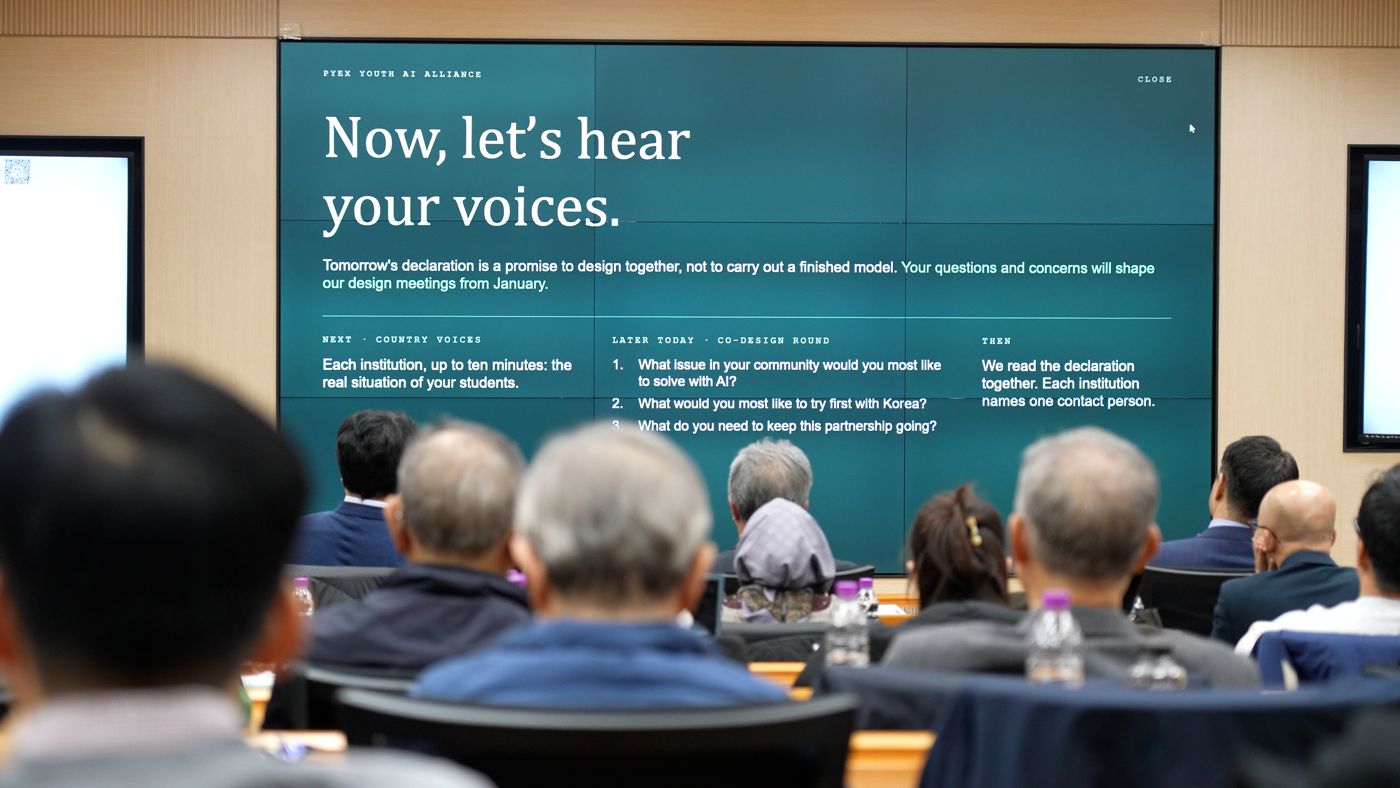 PYEX YOUTH AI ALLIANCE
CLOSE
Now, let's hear
your voices.
Tomorrow's declaration is a promise to design together, not to carry out a finished model. Your questions and concerns will shape
our design meetings from January.
NEXT · COUNTRY VOICES
Each institution, up to ten minutes: the
real situation of your students.
LATER TODAY · CO-DESIGN ROUND
1. What issue in your community would you most like
to solve with AI?
2. What would you most like to try first with Korea?
3. What do you need to keep this partnership going?
THEN
We read the declaration
together. Each institution
names one contact person.